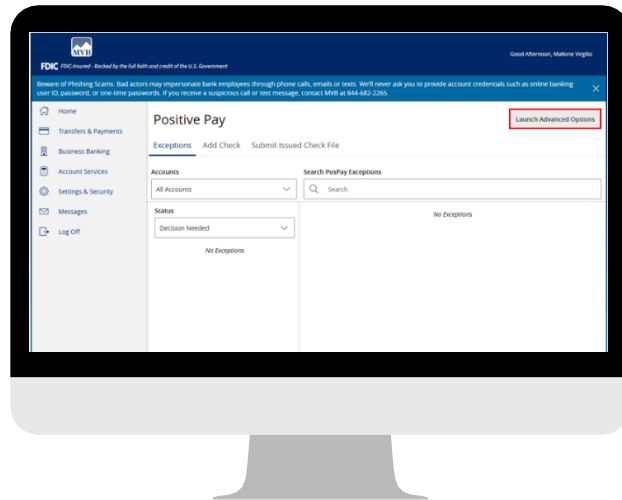 MVB
FDIC FDIC-Insured - Backed by the full faith and credit of the U.S. Government
Good Afternoon, Mallorie Virgilio
Beware of Phishing Scams: Bad actors may impersonate bank employees through phone calls, emails or texts. We'll never ask you to provide account credentials such as online banking
user ID, password, or one-time passwords. If you receive a suspicious call or text message, contact MVB at 844-682-2265.
Home
Transfers & Payments
Business Banking
Account Services
Settings & Security
Messages
Log Off
Positive Pay
Launch Advanced Options
Exceptions Add Check Submit Issued Check File
Accounts
All Accounts
Search PosPay Exceptions
Search
Status
Decision Needed
No Exceptions
No Exceptions